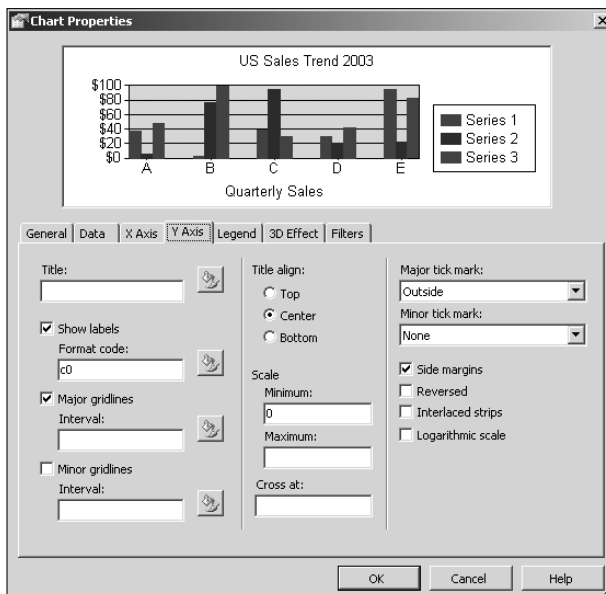 Chart Properties
US Sales Trend 2003
$100
$80
$60
$40
$20
$0
A B C D E
Quarterly Sales
Series 1
Series 2
Series 3
General Data X Axis Y Axis Legend 3D Effect Filters
Title:
Show labels
Format code:
c0
Major gridlines
Interval:
Minor gridlines
Interval:
Title align:
Top
Center
Bottom
Scale
Minimum:
0
Maximum:
Cross at:
Major tick mark:
Outside
Minor tick mark:
None
Side margins
Reversed
Interlaced strips
Logarithmic scale
OK Cancel Help